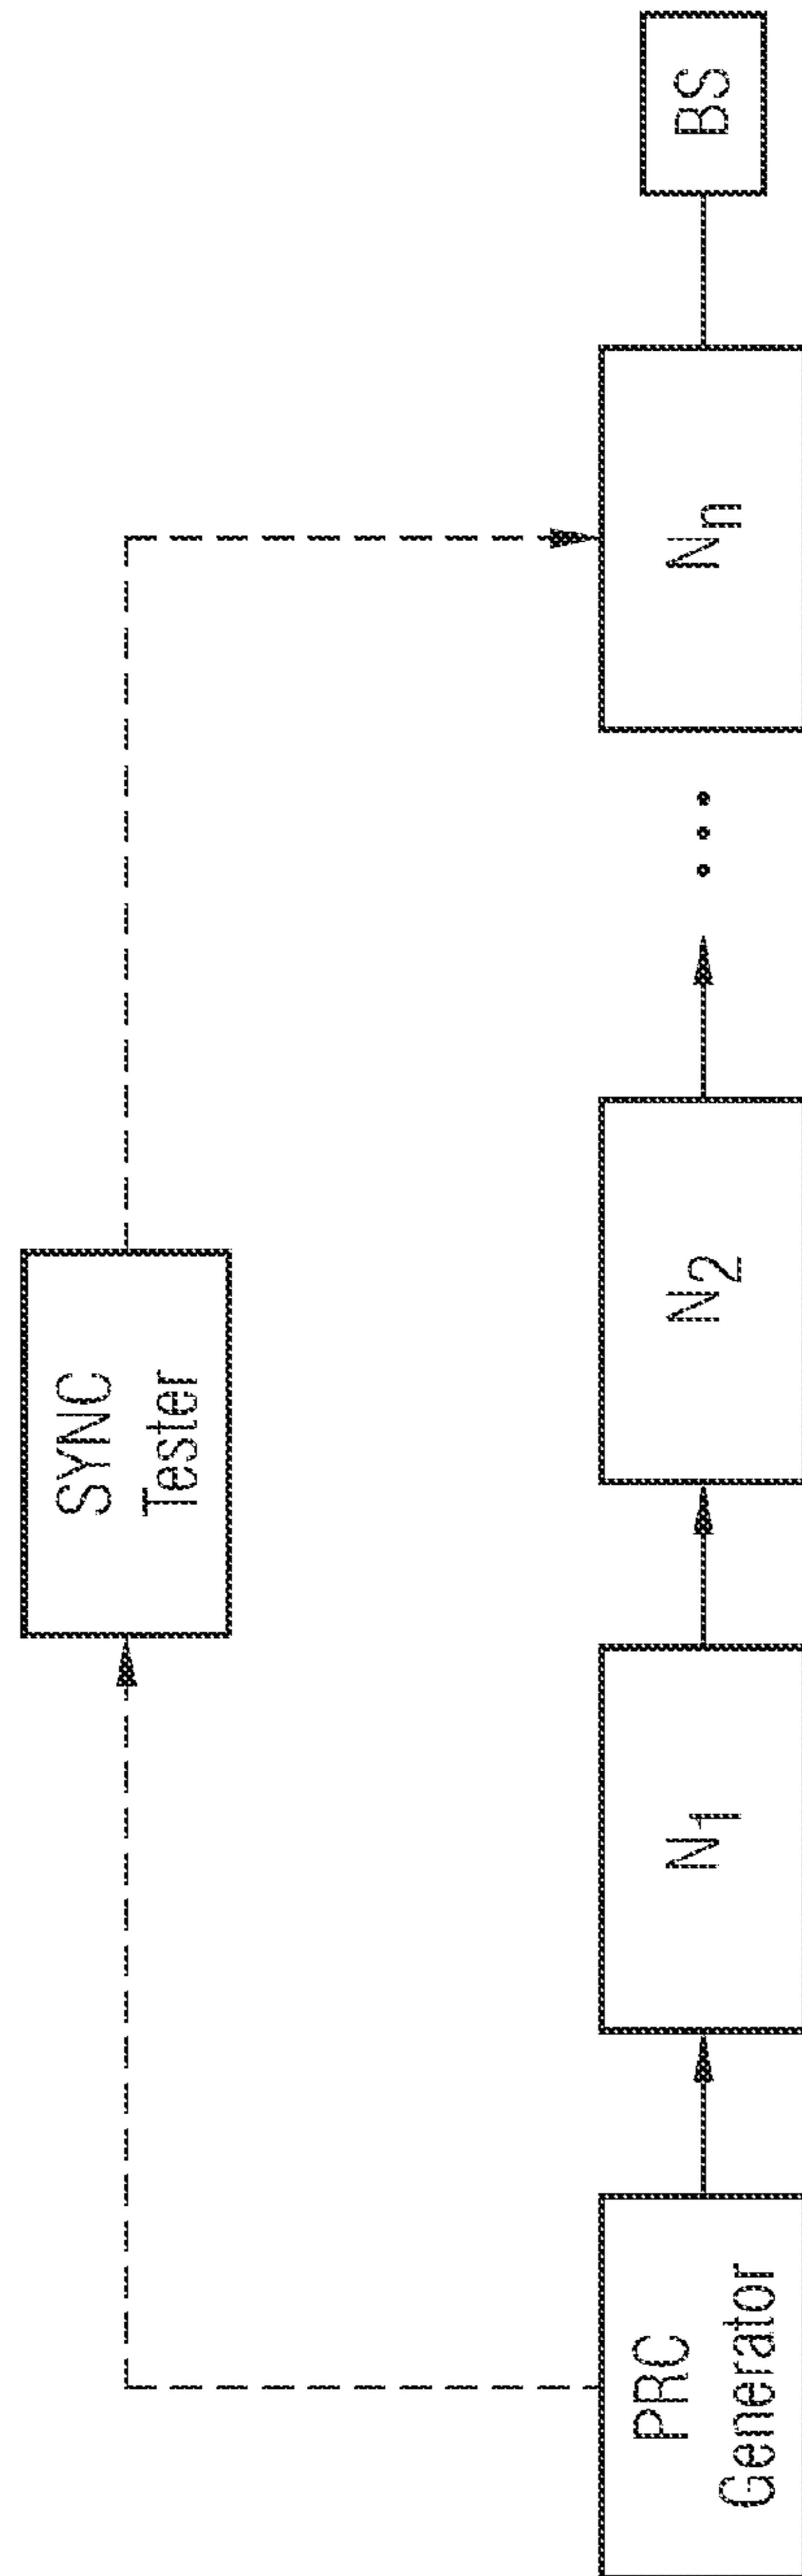 SYNC
Tester
PRC
Generator
N1
N2
Nn
BS